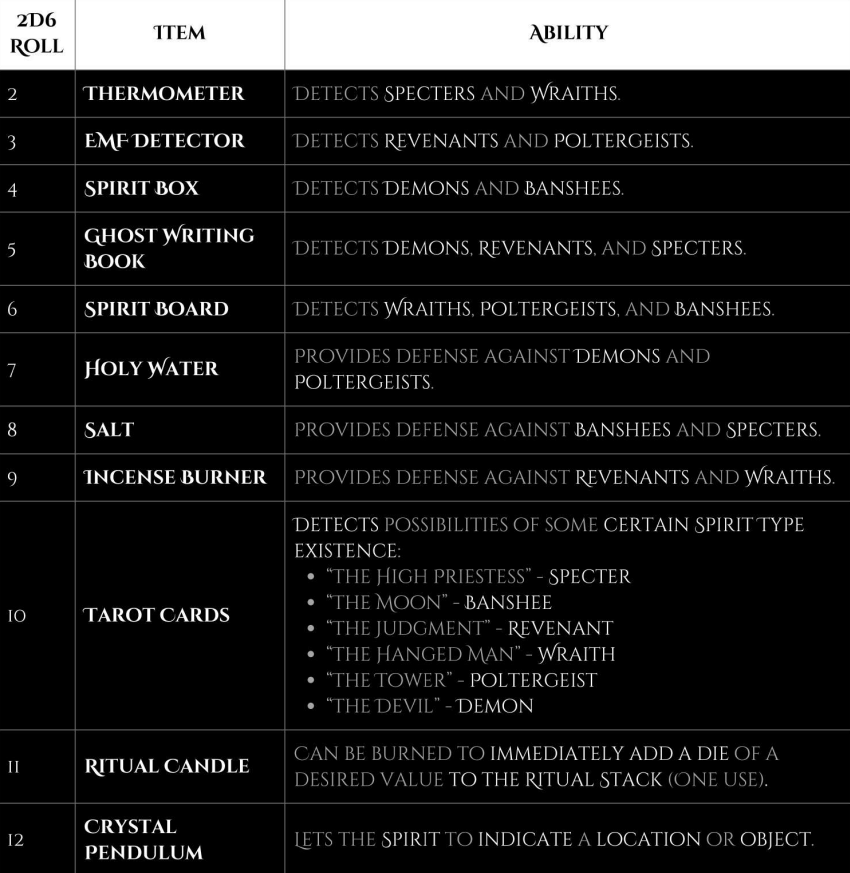 2D6 ROLL
ITEM
ABILITY
2
THERMOMETER
DETECTS SPECTERS AND WRAITHS.
3
EMF DETECTOR
DETECTS REVENANTS AND POLTERGEISTS.
4
SPIRIT BOX
DETECTS DEMONS AND BANSHEES.
5
GHOST WRITING
BOOK
DETECTS DEMONS, REVENANTS, AND SPECTERS.
6
SPIRIT BOARD
DETECTS WRAITHS, POLTERGEISTS, AND BANSHEES.
7
HOLY WATER
PROVIDES DEFENSE AGAINST DEMONS AND
POLTERGEISTS.
8
SALT
PROVIDES DEFENSE AGAINST BANSHEES AND SPECTERS.
9
INCENSE BURNER
PROVIDES DEFENSE AGAINST REVENANTS AND WRAITHS.
10
TAROT CARDS
DETECTS POSSIBILITIES OF SOME CERTAIN SPIRIT TYPE
EXISTENCE:
• “THE HIGH PRIESTESS” - SPECTER
• “THE MOON” - BANSHEE
• “THE JUDGMENT” - REVENANT
• “THE HANGED MAN” - WRAITH
• “THE TOWER” - POLTERGEIST
• “THE DEVIL” - DEMON
11
RITUAL CANDLE
CAN BE BURNED TO IMMEDIATELY ADD A DIE OF A
DESIRED VALUE TO THE RITUAL STACK (ONE USE).
12
CRYSTAL
PENDULUM
LETS THE SPIRIT TO INDICATE A LOCATION OR OBJECT.